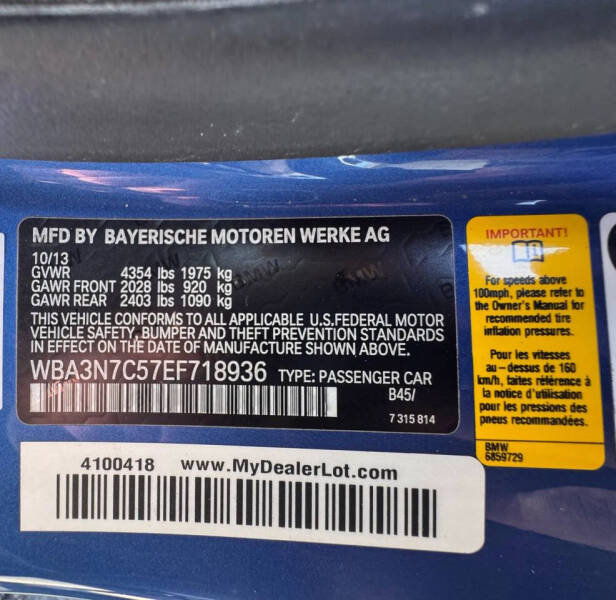 MFD BY BAYERISCHE MOTOREN WERKE AG
10/13
GVWR 4354 lbs 1975 kg
GAWR FRONT 2028 lbs 920 kg
GAWR REAR 2403 lbs 1090 kg
THIS VEHICLE CONFORMS TO ALL APPLICABLE U.S.FEDERAL MOTOR
VEHICLE SAFETY, BUMPER AND THEFT PREVENTION STANDARDS
IN EFFECT ON THE DATE OF MANUFACTURE SHOWN ABOVE.
WBA3N7C57EF718936 TYPE: PASSENGER CAR
B45/
7 315 814
BMW
BMW
IMPORTANT!
For speeds above
100mph, please refer to
the Owner's Manual for
recommended tire
inflation pressures.
Pour les vitesses
au-dessus de 160
km/h, faites référence à
la notice d'utilisation
pour les pressions des
pneus recommandées.
BMW
6859729
4100418 www.MyDealerLot.com